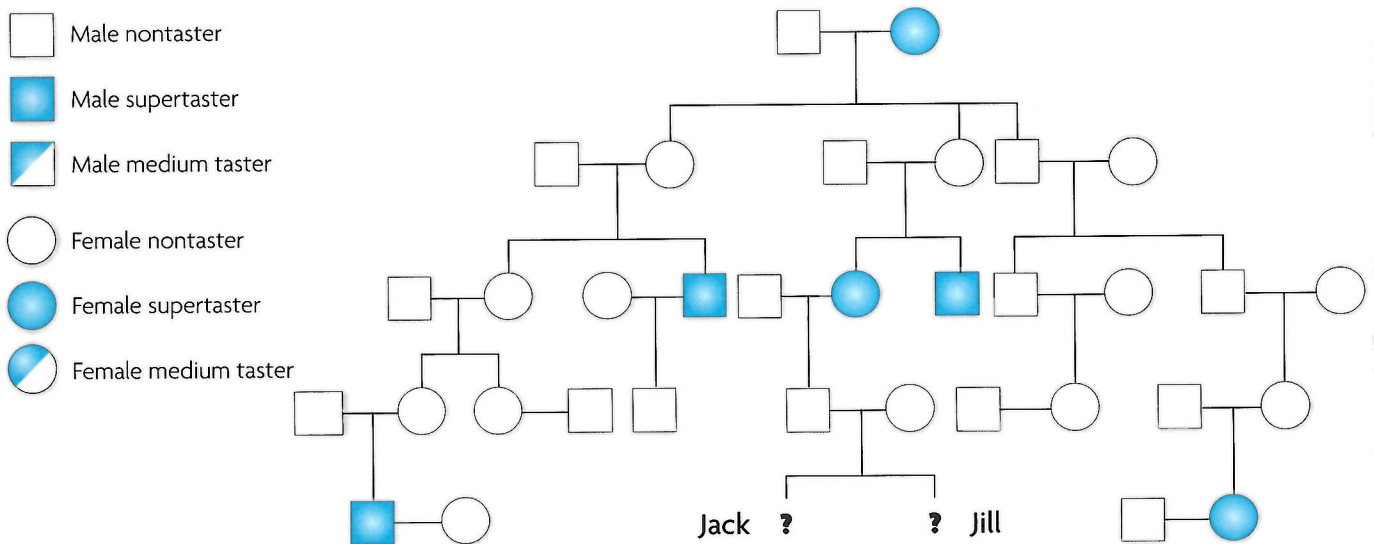 Male nontaster
Male supertaster
Male medium taster
Female nontaster
Female supertaster
Female medium taster
Jack ? ? Jill